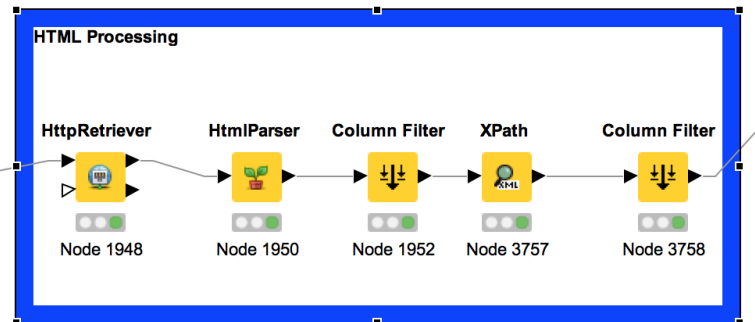 HTML Processing
HttpRetriever HtmlParser Column Filter XPath Column Filter
XML
Node 1948 Node 1950 Node 1952 Node 3757 Node 3758